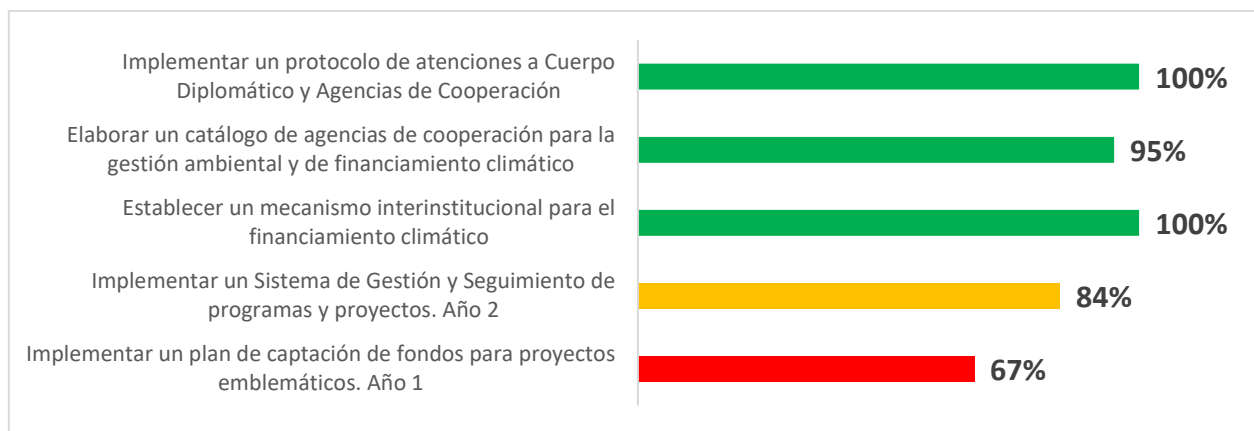 Implementar un protocolo de atenciones a Cuerpo
Diplomático y Agencias de Cooperación
100%
Elaborar un catálogo de agencias de cooperación para la
gestión ambiental y de financiamiento climático
95%
Establecer un mecanismo interinstitucional para el
financiamiento climático
100%
Implementar un Sistema de Gestión y Seguimiento de
programas y proyectos. Año 2
84%
Implementar un plan de captación de fondos para proyectos
emblemáticos. Año 1
67%